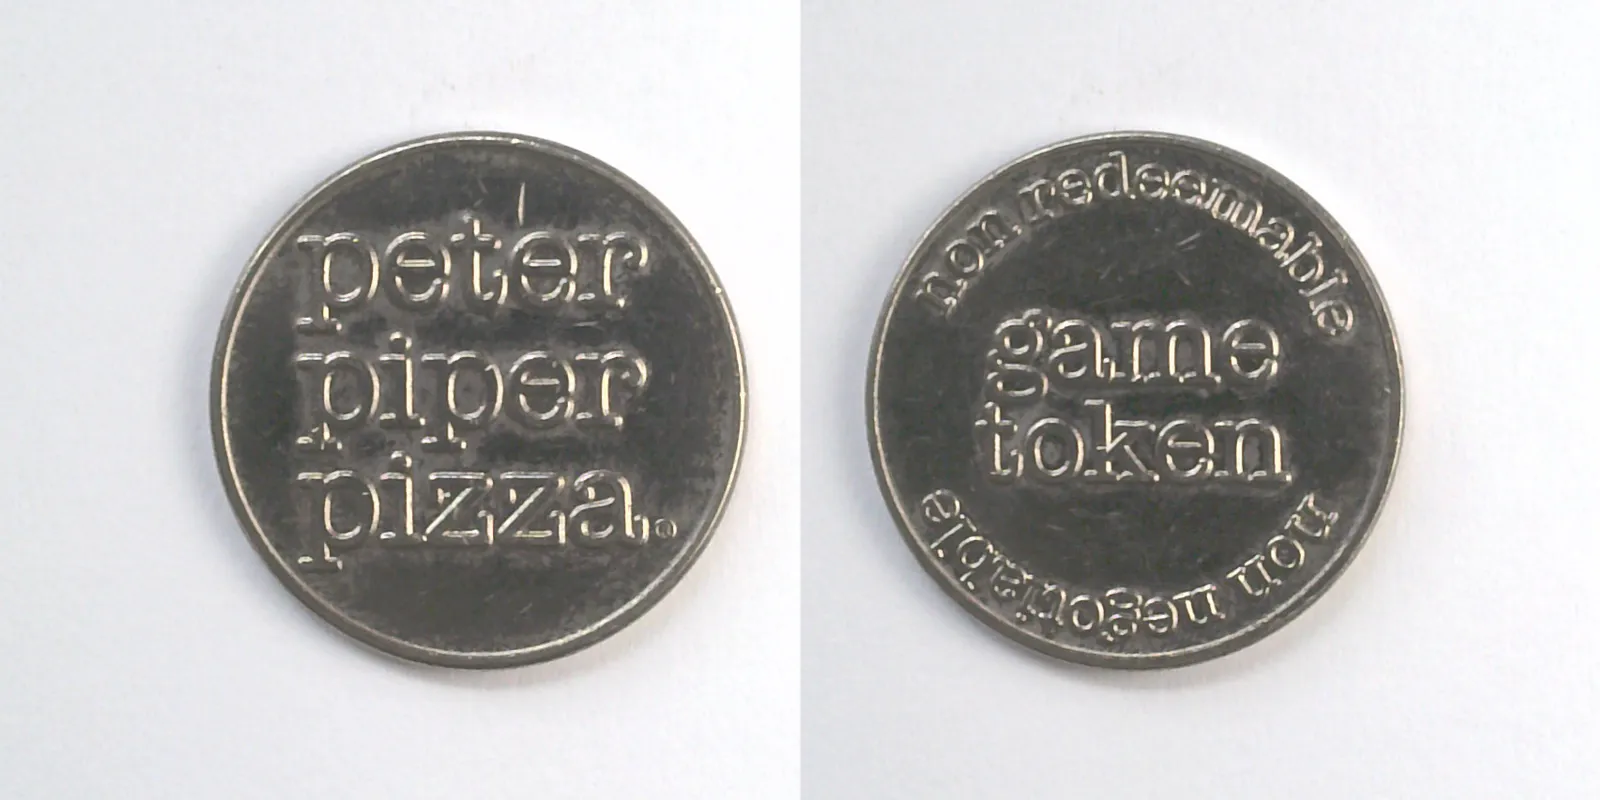 peter
piper
pizza.®
non redeemable
game
token
non negotiable